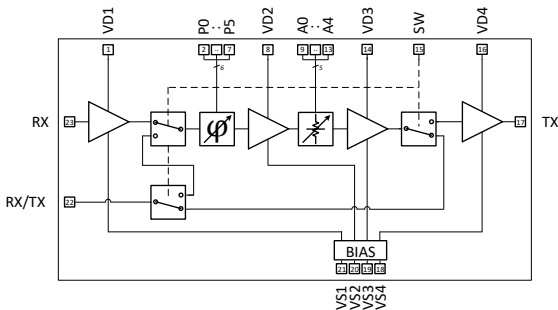 VD1 P0 .. P5 VD2 A0 .. A4 VD3 SW VD4
1 2 .. 7 8 9 .. 13 14 15 16
6 5
RX 23 φ 17 TX
RX/TX 22
BIAS
21 20 19 18
VS1 VS2 VS3 VS4